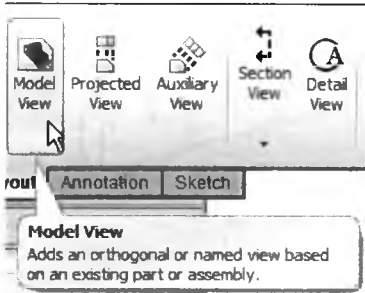 Model
View
Projected
View
Auxiliary
View
Section
View
Detail
View
A
yout
Annotation
Sketch
Model View
Adds an orthogonal or named view based
on an existing part or assembly.